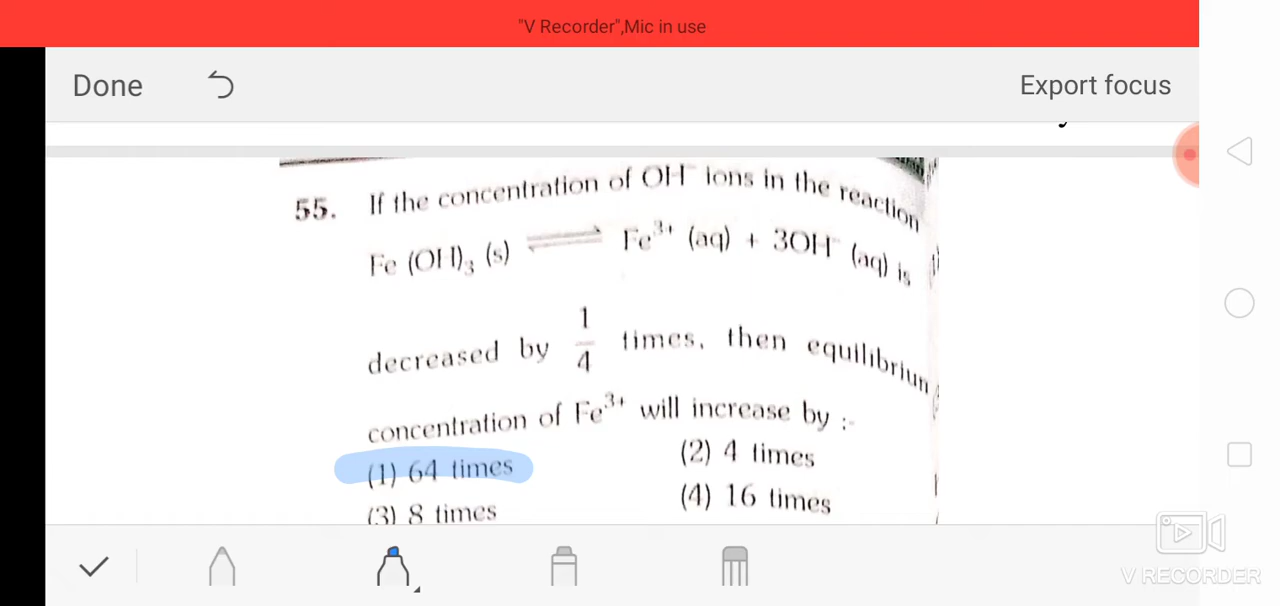 "V Recorder",Mic in use
Done
Export focus
55. If the concentration of OH⁻ ions in the reaction
Fe (OH)₃ (s) ⇌ Fe³⁺ (aq) + 3OH⁻ (aq) is
decreased by 1/4 times, then equilibriun
concentration of Fe³⁺ will increase by :-
(1) 64 times (2) 4 times
(3) 8 times (4) 16 times
V RECORDER